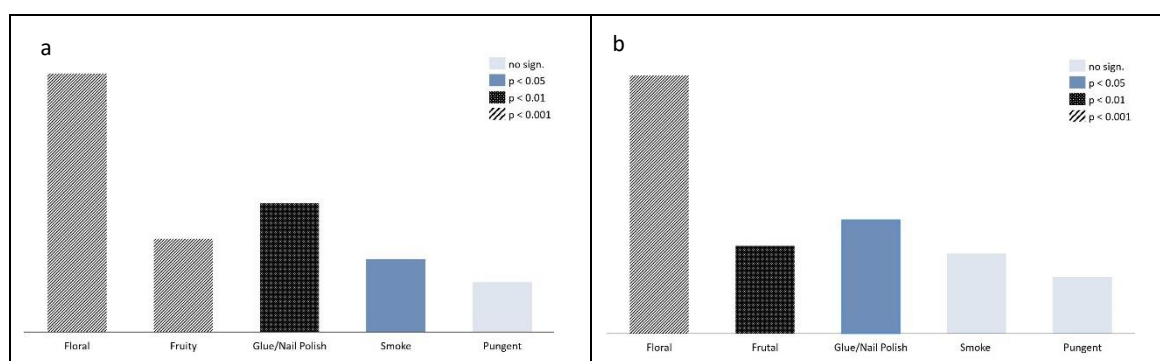 a
no sign.
p < 0.05
p < 0.01
p < 0.001
Floral Fruity Glue/Nail Polish Smoke Pungent
b
no sign.
p < 0.05
p < 0.01
p < 0.001
Floral Frutal Glue/Nail Polish Smoke Pungent